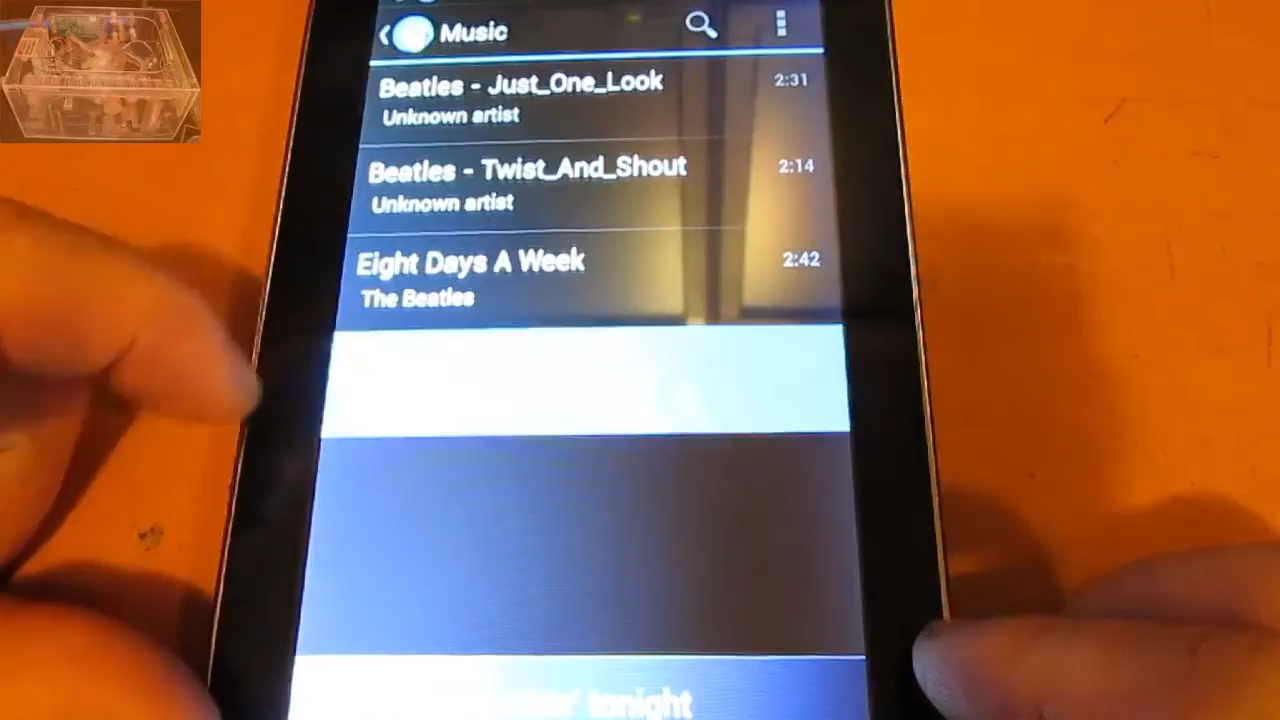 Music
Beatles - Just_One_Look
2:31
Unknown artist
Beatles - Twist_And_Shout
2:14
Unknown artist
Eight Days A Week
2:42
The Beatles
tonight